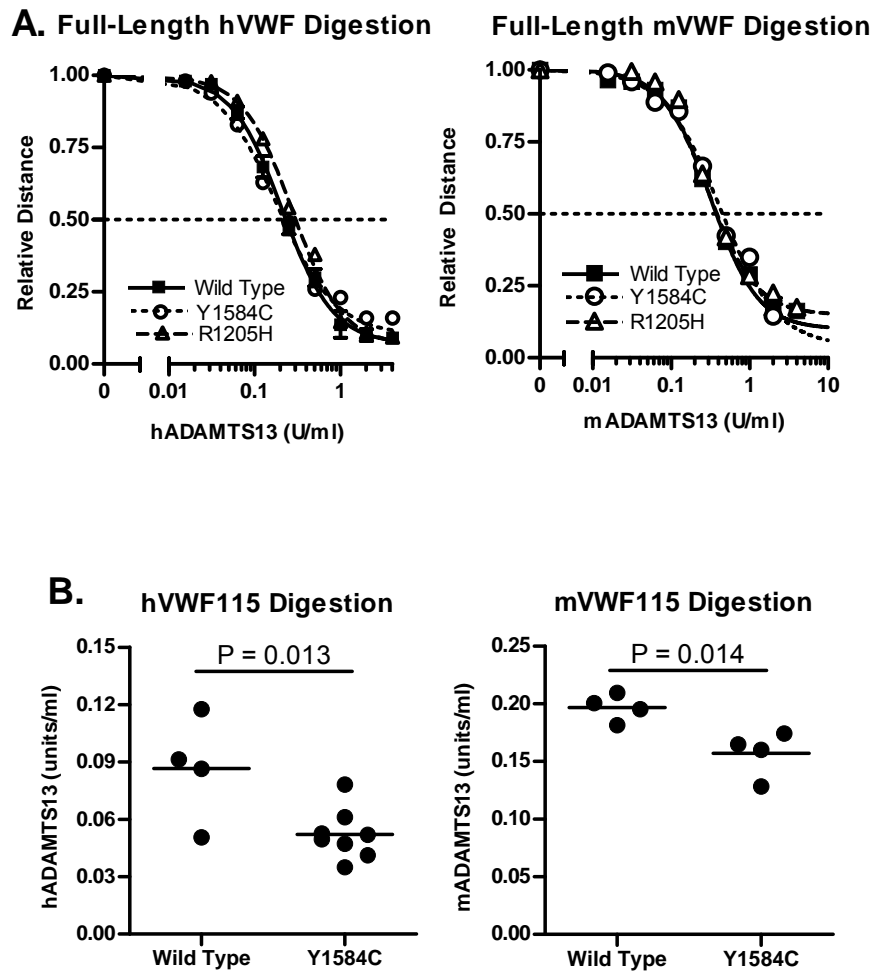 A. Full-Length hVWF Digestion
Full-Length mVWF Digestion
Relative Distance
1.00
0.75
0.50
0.25
0.00
Wild Type
Y1584C
R1205H
0 0.01 0.1 1
hADAMTS13 (U/ml)
Relative Distance
1.00
0.75
0.50
0.25
0.00
Wild Type
Y1584C
R1205H
0 0.01 0.1 1 10
mADAMTS13 (U/ml)
B. hVWF115 Digestion
mVWF115 Digestion
hADAMTS13 (units/ml)
0.15
0.12
0.09
0.06
0.03
0.00
P = 0.013
Wild Type Y1584C
mADAMTS13 (units/ml)
0.25
0.20
0.15
0.10
0.05
0.00
P = 0.014
Wild Type Y1584C